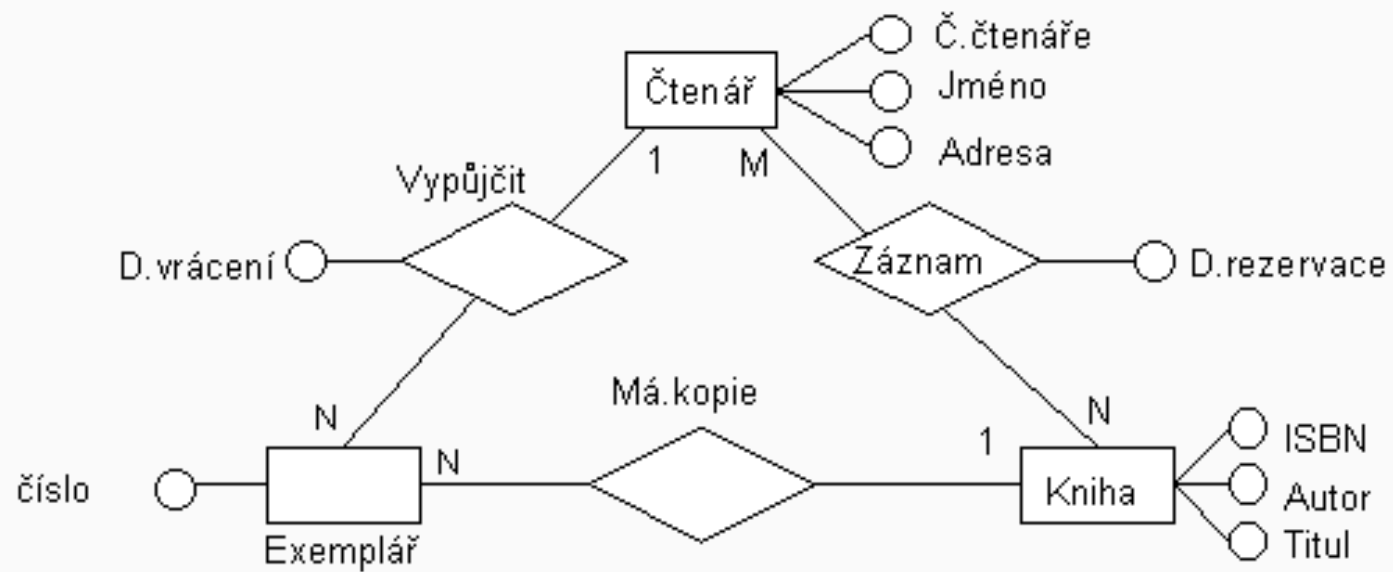 Č.čtenáře
Čtenář
Jméno
Adresa
1
M
Vypůjčit
D.vrácení
Záznam
D.rezervace
Má.kopie
N
N
1
N
číslo
Exemplář
Kniha
ISBN
Autor
Titul